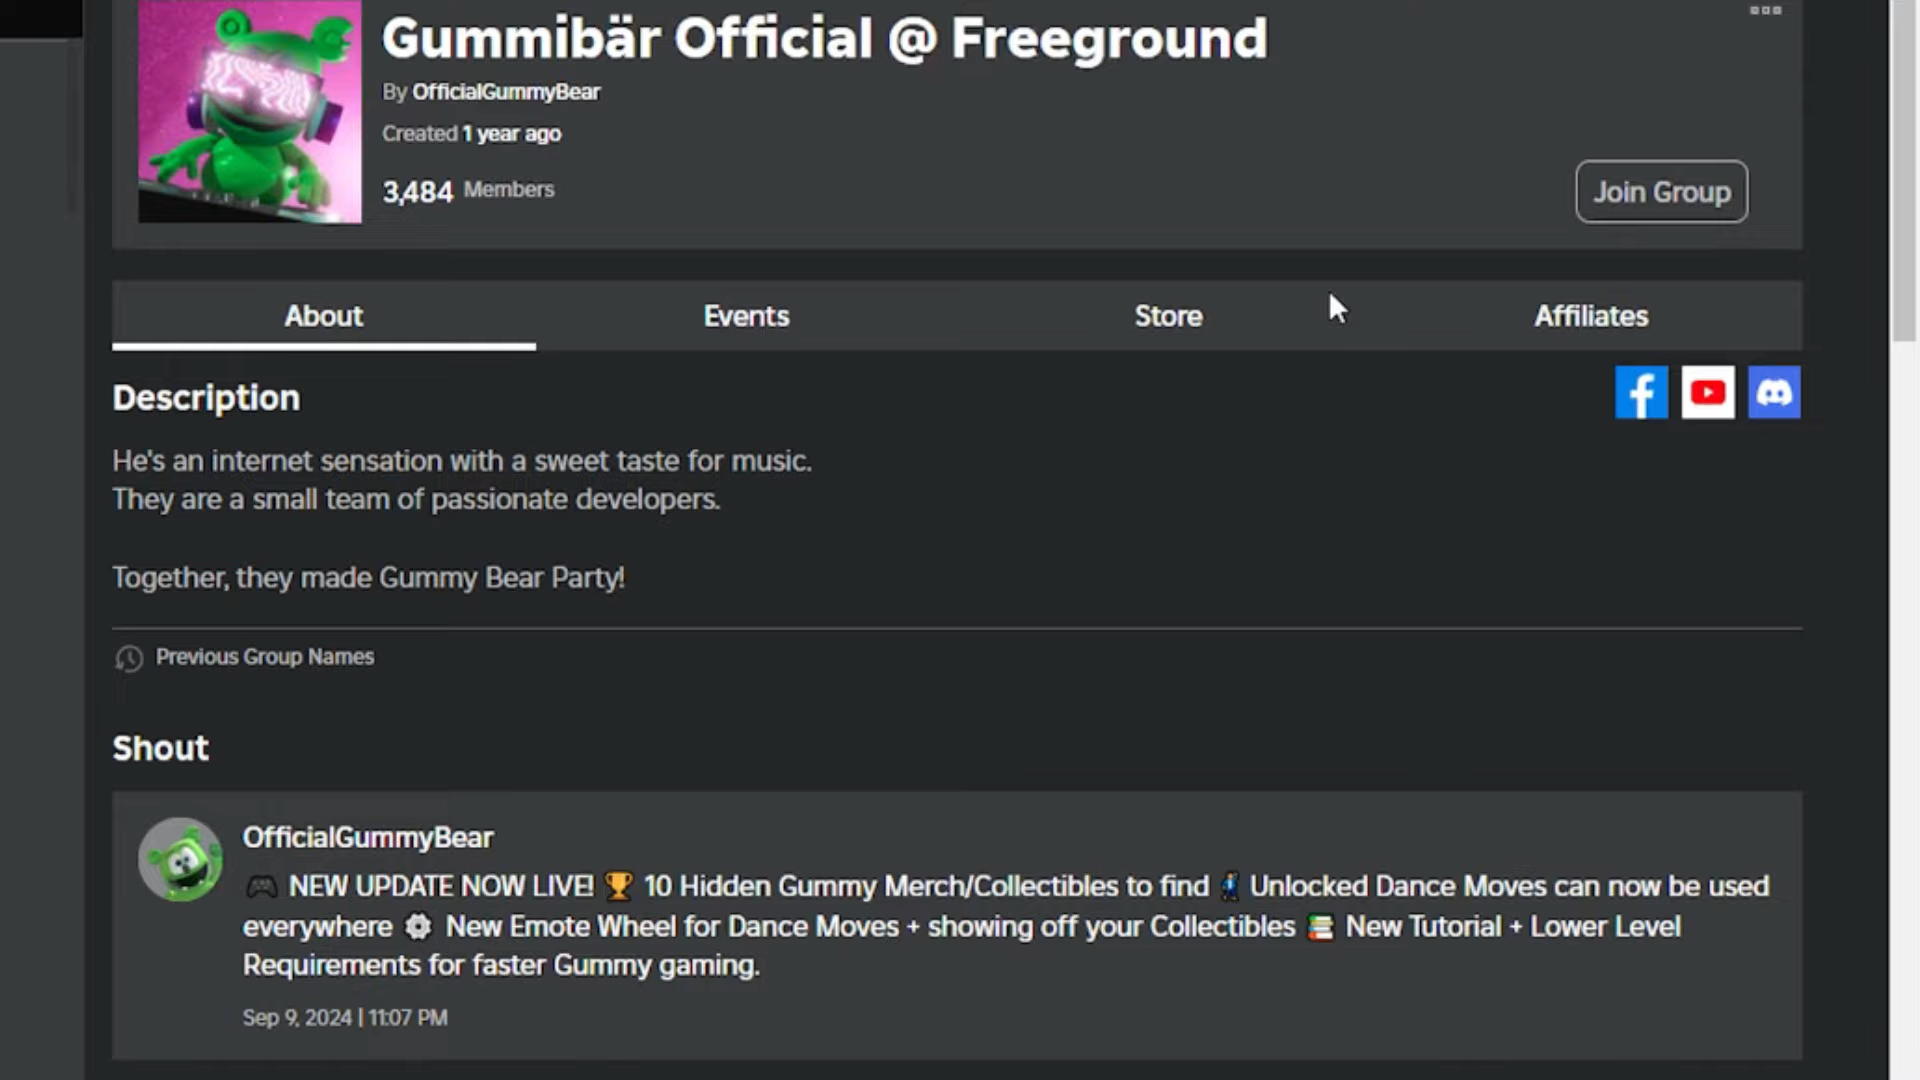 Gummibär Official @ Freeground
By OfficialGummyBear
Created 1 year ago
3,484 Members
Join Group
About
Events
Store
Affiliates
Description
He's an internet sensation with a sweet taste for music.
They are a small team of passionate developers.
Together, they made Gummy Bear Party!
Previous Group Names
Shout
OfficialGummyBear
🎮 NEW UPDATE NOW LIVE! 🏆 10 Hidden Gummy Merch/Collectibles to find 🕺 Unlocked Dance Moves can now be used
everywhere ⚙️ New Emote Wheel for Dance Moves + showing off your Collectibles 📚 New Tutorial + Lower Level
Requirements for faster Gummy gaming.
Sep 9, 2024 | 11:07 PM